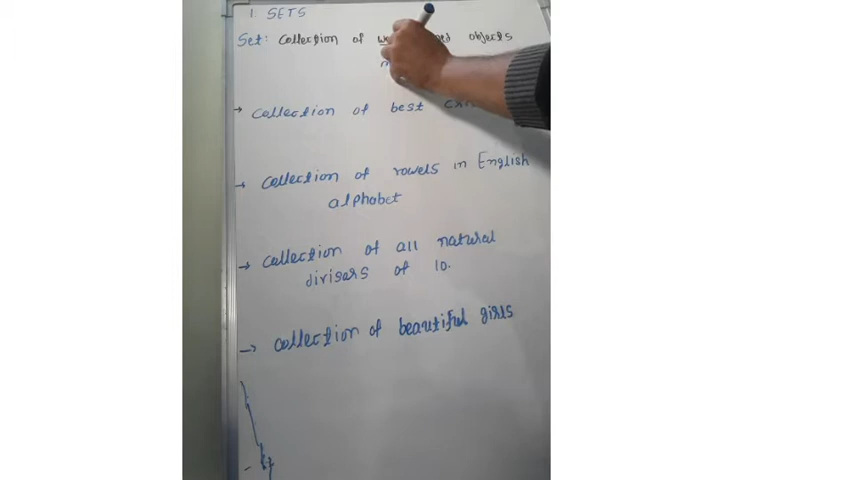 1. SETS
Set: Collection of objects
→ Collection of best
→ Collection of vowels in English
alphabet
→ Collection of all natural
divisars of 10.
→ Collection of beautiful girls